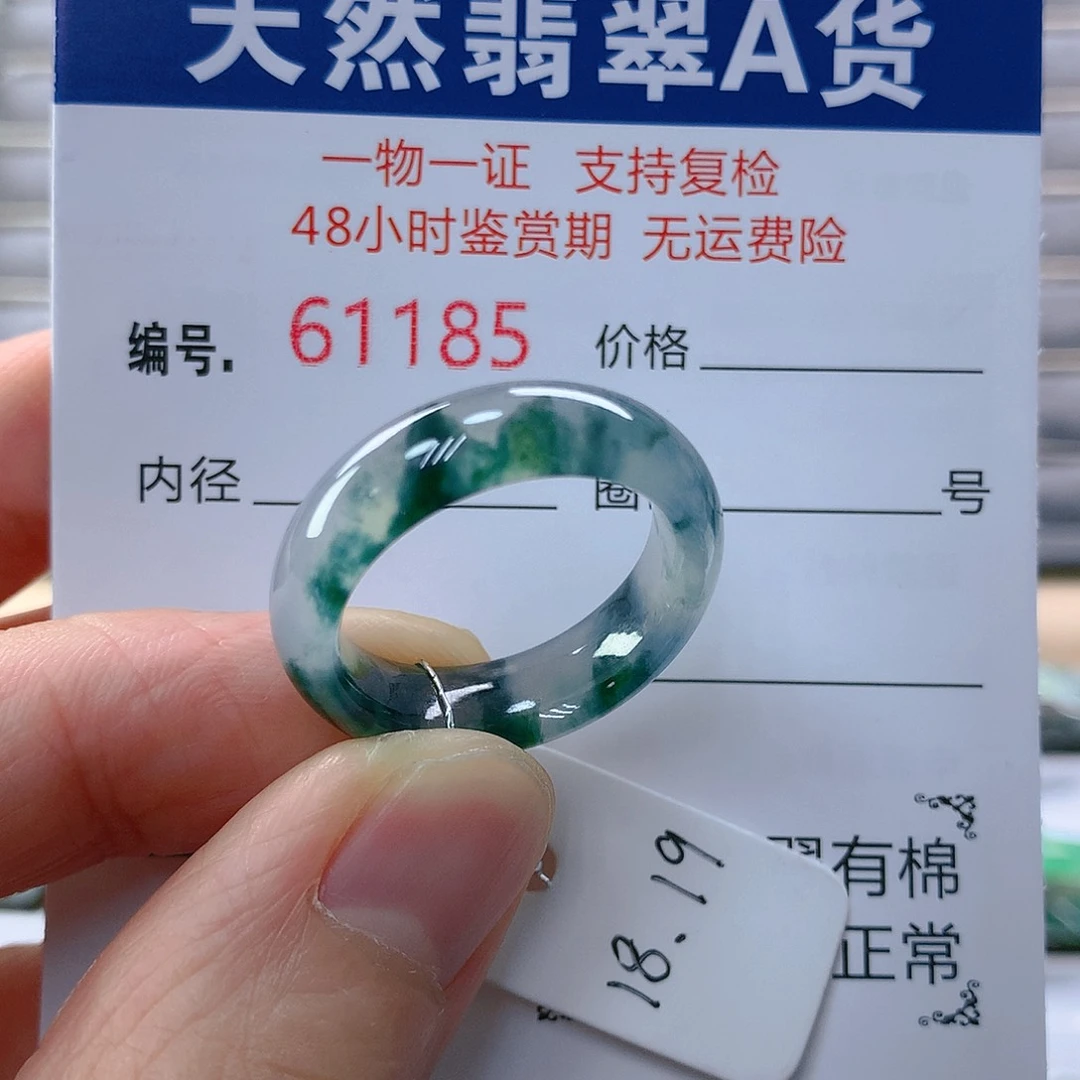 天然翡翠A货
一物一证 支持复检
48小时鉴赏期 无运费险
编号. 61185 价格
内径 圈 号
翠有棉
正常
18.19